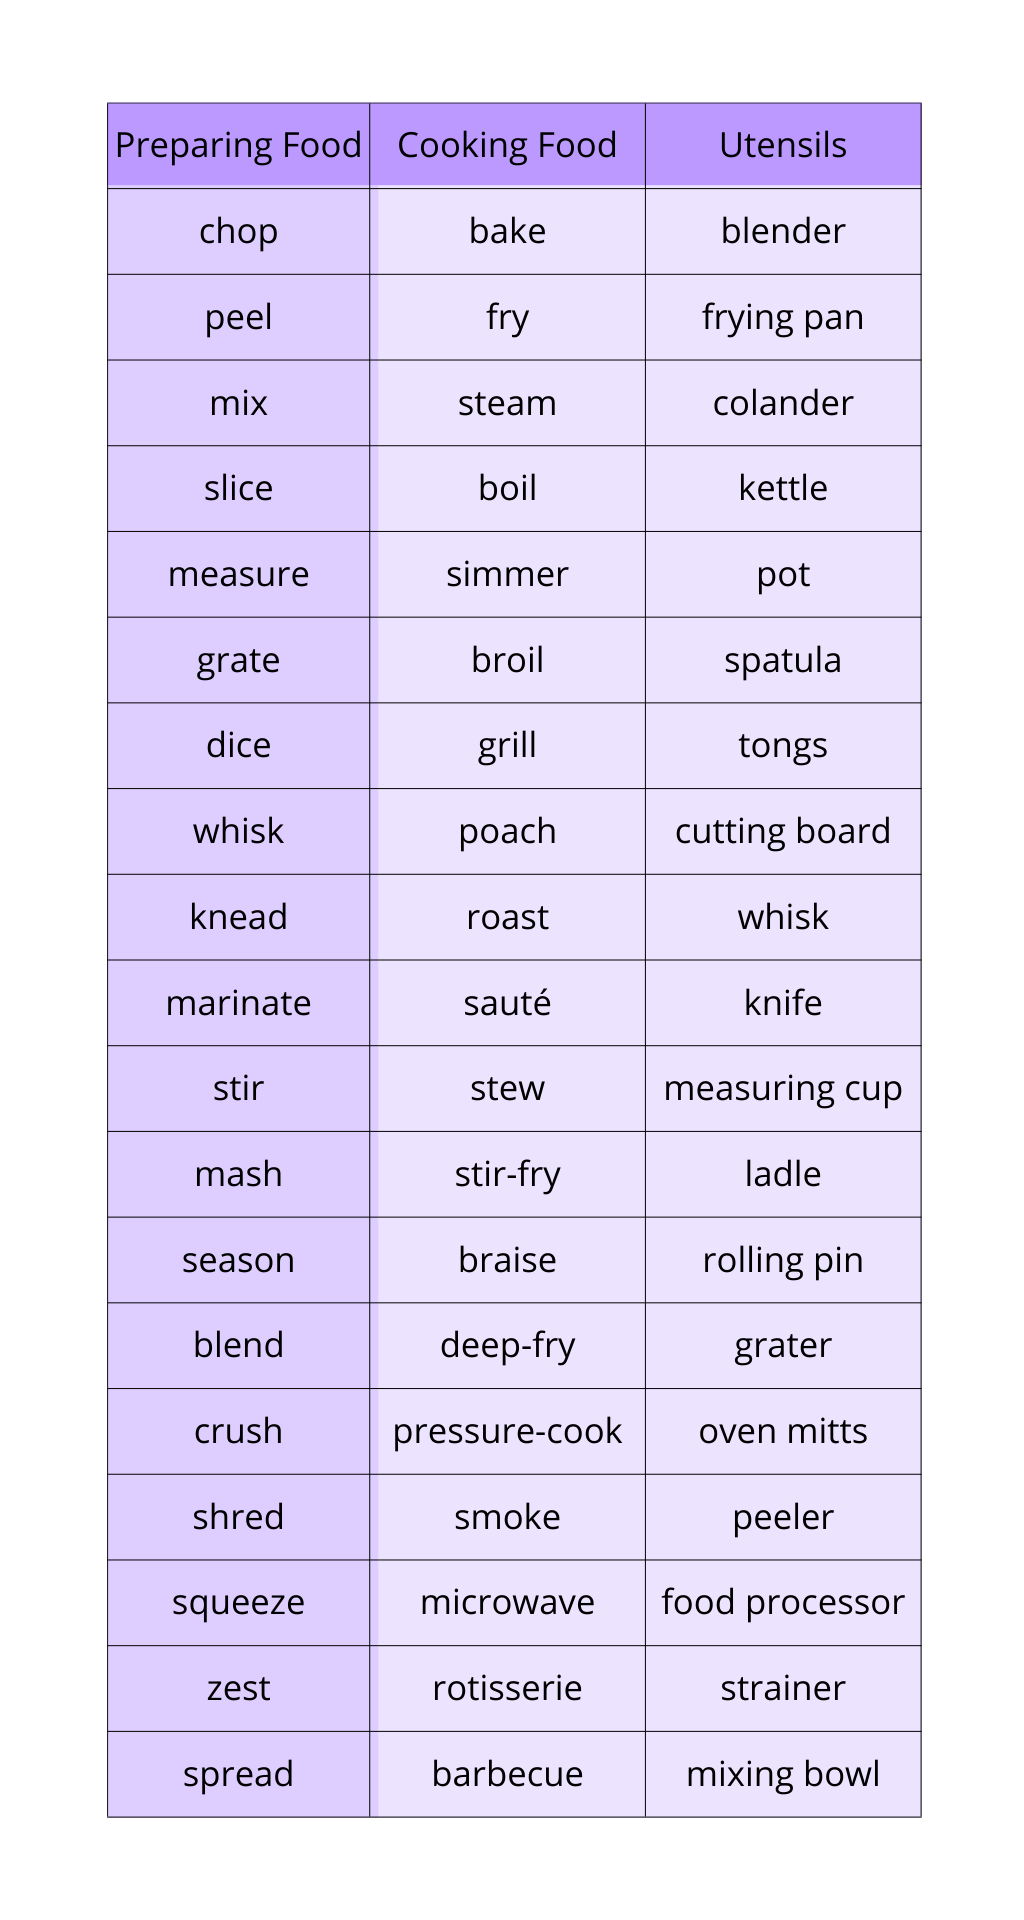 Preparing Food Cooking Food Utensils
chop bake blender
peel fry frying pan
mix steam colander
slice boil kettle
measure simmer pot
grate broil spatula
dice grill tongs
whisk poach cutting board
knead roast whisk
marinate sauté knife
stir stew measuring cup
mash stir-fry ladle
season braise rolling pin
blend deep-fry grater
crush pressure-cook oven mitts
shred smoke peeler
squeeze microwave food processor
zest rotisserie strainer
spread barbecue mixing bowl